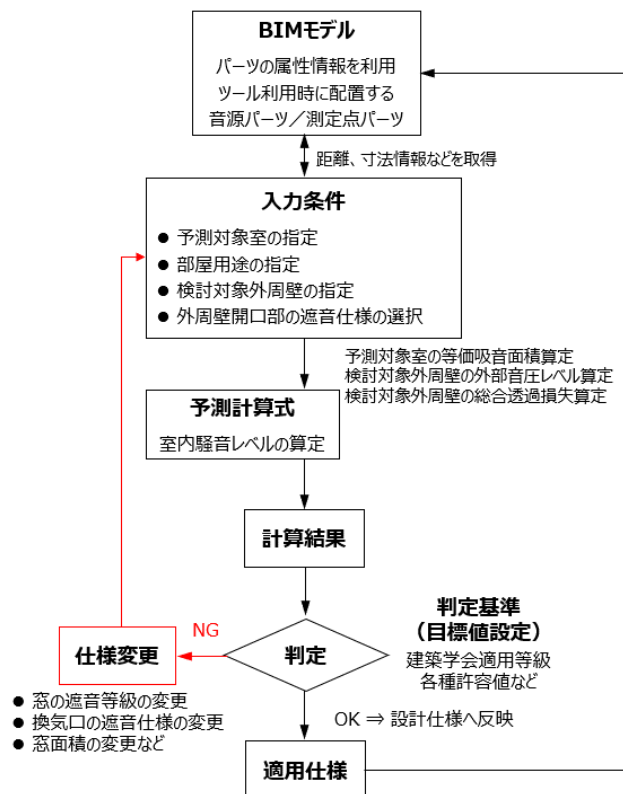 BIMモデル
パーツの属性情報を利用
ツール利用時に配置する
音源パーツ／測定点パーツ
距離、寸法情報などを取得
入力条件
● 予測対象室の指定
● 部屋用途の指定
● 検討対象外周壁の指定
● 外周壁開口部の遮音仕様の選択
予測対象室の等価吸音面積算定
検討対象外周壁の外部音圧レベル算定
検討対象外周壁の総合透過損失算定
予測計算式
室内騒音レベルの算定
計算結果
判定基準
（目標値設定）
建築学会適用等級
各種許容値など
判定
NG
仕様変更
● 窓の遮音等級の変更
● 換気口の遮音仕様の変更
● 窓面積の変更など
OK ⇒ 設計仕様へ反映
適用仕様